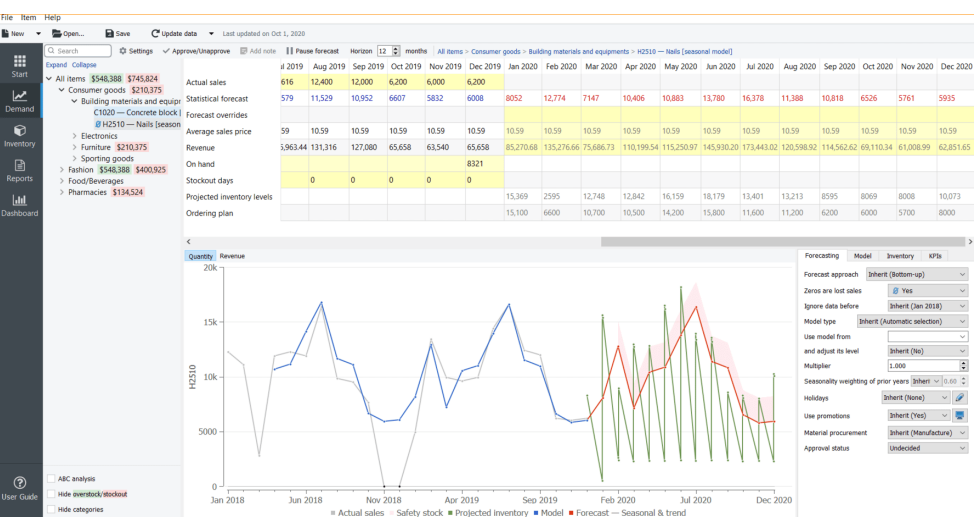 File Item Help
New Open... Save Update data Last updated on Oct 1, 2020
Search Settings Approve/Unapprove Add note Pause forecast Horizon 12 months All items > Consumer goods > Building materials and equipments > H2510 — Nails [seasonal model]
Expand Collapse
All items $548,388 $745,824
Consumer goods $210,375
Building materials and equipr
C1020 — Concrete block [
H2510 — Nails [season
Electronics
Furniture $210,375
Sporting goods
Fashion $548,388 $400,925
Food/Beverages
Pharmacies $134,524
Start
Demand
Inventory
Reports
Dashboard
User Guide
ABC analysis
Hide overstock/stockout
Hide categories
ul 2019 Aug 2019 Sep 2019 Oct 2019 Nov 2019 Dec 2019 Jan 2020 Feb 2020 Mar 2020 Apr 2020 May 2020 Jun 2020 Jul 2020 Aug 2020 Sep 2020 Oct 2020 Nov 2020 Dec 2020
Actual sales 616 12,400 12,000 6,200 6,000 6,200
Statistical forecast 579 11,529 10,952 6607 5832 6008 8052 12,774 7147 10,406 10,883 13,780 16,378 11,388 10,818 6526 5761 5935
Forecast overrides
Average sales price 59 10.59 10.59 10.59 10.59 10.59 10.59 10.59 10.59 10.59 10.59 10.59 10.59 10.59 10.59 10.59 10.59 10.59
Revenue 5,963.44 131,316 127,080 65,658 63,540 65,658 85,270.68 135,276.66 75,686.73 110,199.54 115,250.97 145,930.20 173,443.02 120,598.92 114,562.62 69,110.34 61,008.99 62,851.65
On hand 8321
Stockout days 0 0 0 0 0
Projected inventory levels 15,369 2595 12,748 12,842 16,159 18,179 13,401 13,213 8595 8069 8008 10,073
Ordering plan 15,100 6600 10,700 10,500 14,200 15,800 11,600 11,200 6200 6000 5700 8000
Quantity Revenue
20k
15k
10k
5000
0
H2510
Jan 2018 Jun 2018 Nov 2018 Apr 2019 Sep 2019 Feb 2020 Jul 2020 Dec 2020
Actual sales Safety stock Projected inventory Model Forecast — Seasonal & trend
Forecasting Model Inventory KPIs
Forecast approach Inherit (Bottom-up)
Zeros are lost sales Yes
Ignore data before Inherit (Jan 2018)
Model type Inherit (Automatic selection)
Use model from
and adjust its level Inherit (No)
Multiplier 1.000
Seasonality weighting of prior years Inheri 0.60
Holidays Inherit (None)
Use promotions Inherit (Yes)
Material procurement Inherit (Manufacture)
Approval status Undecided